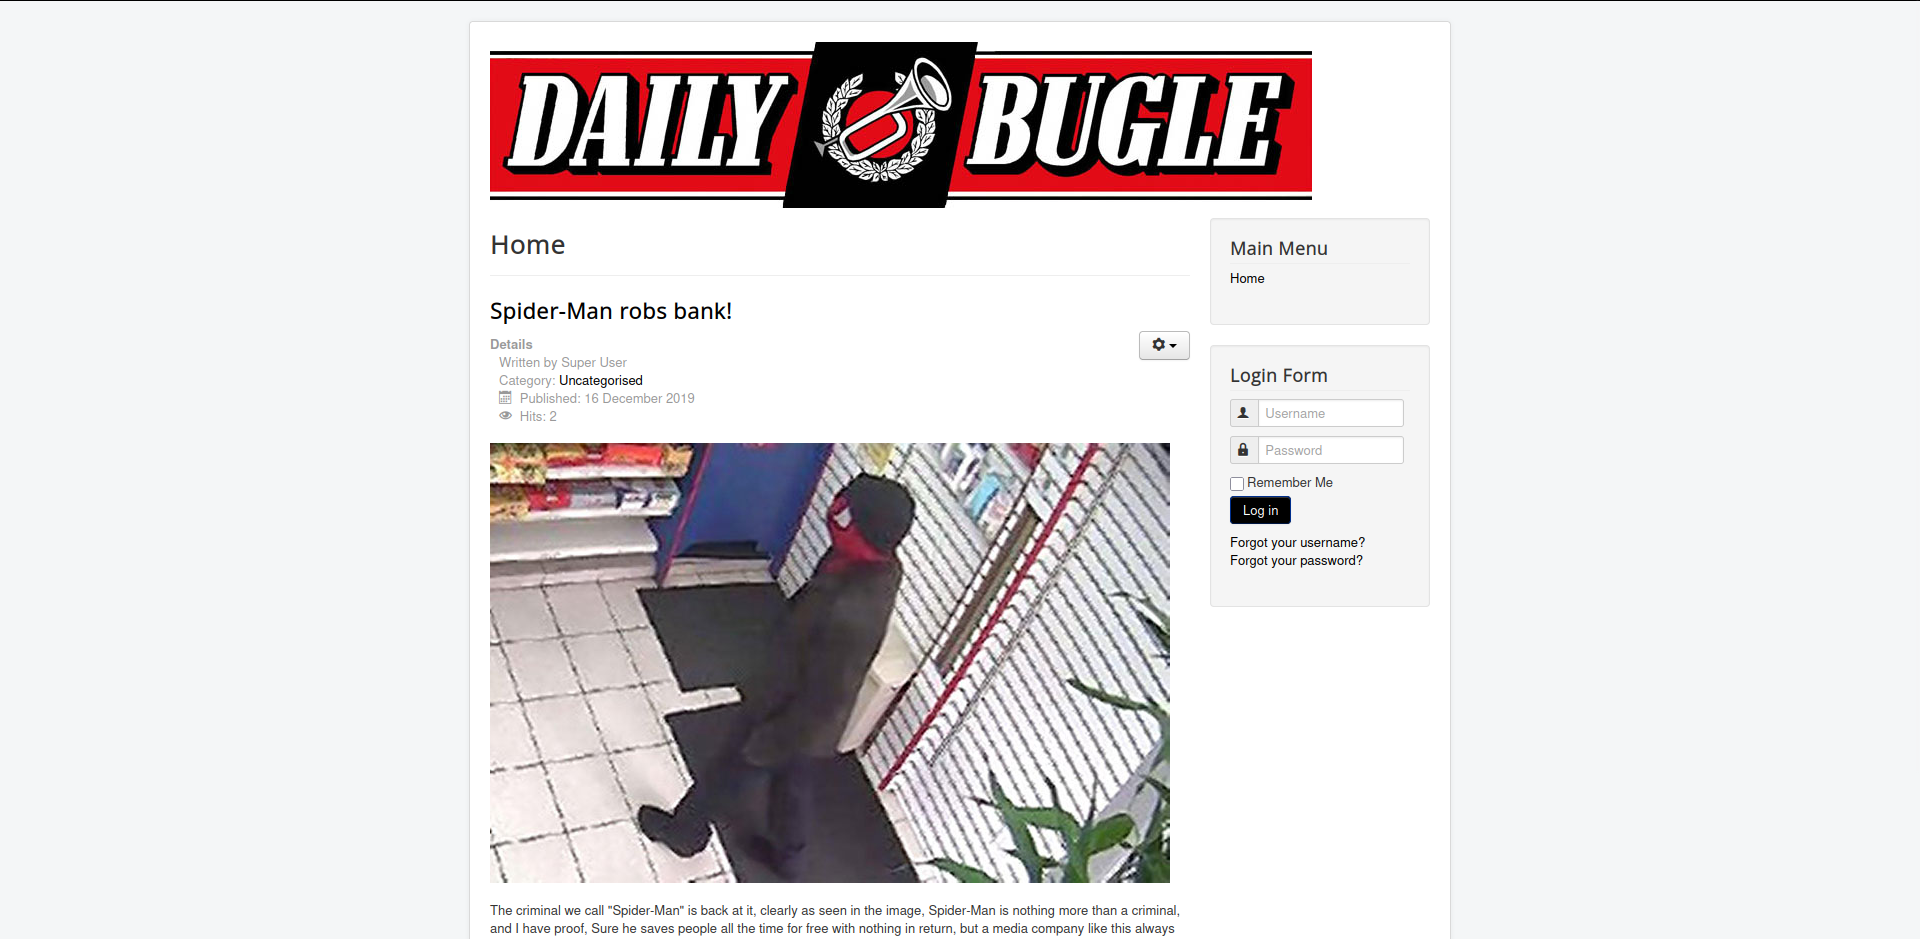 DAILY BUGLE
Home
Spider-Man robs bank!
Details
Written by Super User
Category: Uncategorised
Published: 16 December 2019
Hits: 2
The criminal we call "Spider-Man" is back at it, clearly as seen in the image, Spider-Man is nothing more than a criminal,
and I have proof, Sure he saves people all the time for free with nothing in return, but a media company like this always
Main Menu
Home
Login Form
Username
Password
Remember Me
Log in
Forgot your username?
Forgot your password?